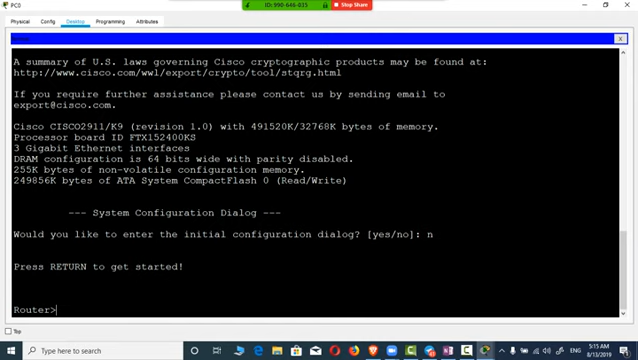 PC0
ID: 990-646-035
Stop Share
Physical
Config
Desktop
Programming
Attributes
X
A summary of U.S. laws governing Cisco cryptographic products may be found at:
http://www.cisco.com/wwl/export/crypto/tool/stqrg.html
If you require further assistance please contact us by sending email to
export@cisco.com.
Cisco CISCO2911/K9 (revision 1.0) with 491520K/32768K bytes of memory.
Processor board ID FTX152400KS
3 Gigabit Ethernet interfaces
DRAM configuration is 64 bits wide with parity disabled.
255K bytes of non-volatile configuration memory.
249856K bytes of ATA System CompactFlash 0 (Read/Write)
--- System Configuration Dialog ---
Would you like to enter the initial configuration dialog? [yes/no]: n
Press RETURN to get started!
Router>
Top
Type here to search
ENG
5:15 AM
8/13/2019